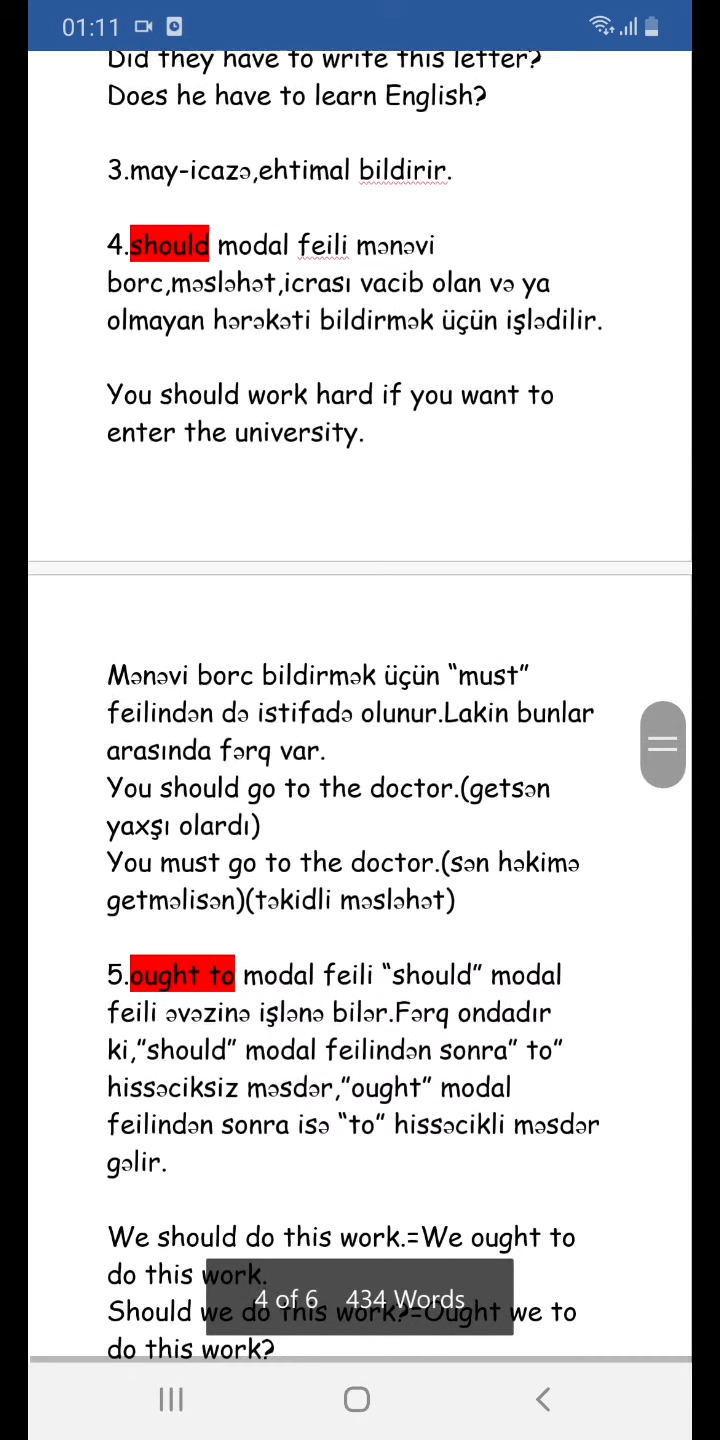 01:11
Did they have to write this letter?
Does he have to learn English?
3.may-icazə,ehtimal bildirir.
4.should modal feili mənəvi
borc,məsləhət,icrası vacib olan və ya
olmayan hərəkəti bildirmək üçün işlədilir.
You should work hard if you want to
enter the university.
Mənəvi borc bildirmək üçün “must”
feilindən də istifadə olunur.Lakin bunlar
arasında fərq var.
You should go to the doctor.(getsən
yaxşı olardı)
You must go to the doctor.(sən həkimə
getməlisən)(təkidli məsləhət)
5.ought to modal feili “should” modal
feili əvəzinə işlənə bilər.Fərq ondadır
ki,”should” modal feilindən sonra” to”
hissəciksiz məsdər,”ought” modal
feilindən sonra isə “to” hissəcikli məsdər
gəlir.
We should do this work.=We ought to
do this work.
Should we do this work?=Ought we to
do this work?
4 of 6 434 Words